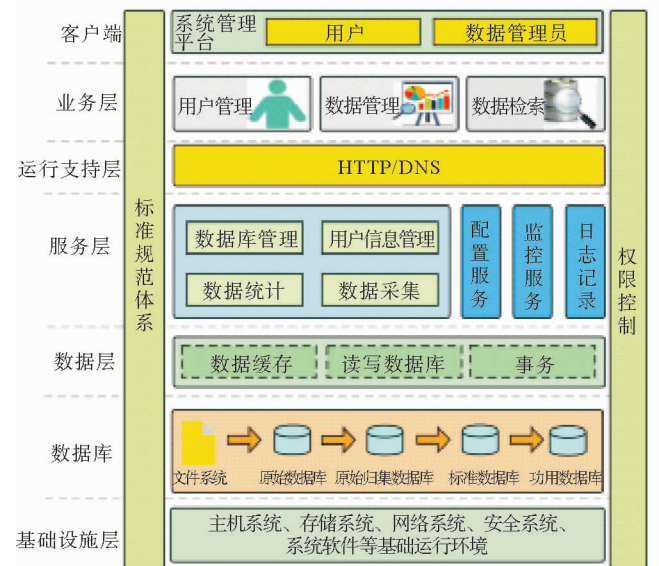 客户端
系统管理
平台
用户
数据管理员
业务层
用户管理
数据管理
数据检索
运行支持层
HTTP/DNS
标准规范体系
权限控制
服务层
数据库管理
用户信息管理
数据统计
数据采集
配置服务
监控服务
日志记录
数据层
数据缓存
读写数据库
事务
数据库
文件系统
原始数据库
原始归集数据库
标准数据库
功用数据库
基础设施层
主机系统、存储系统、网络系统、安全系统、
系统软件等基础运行环境